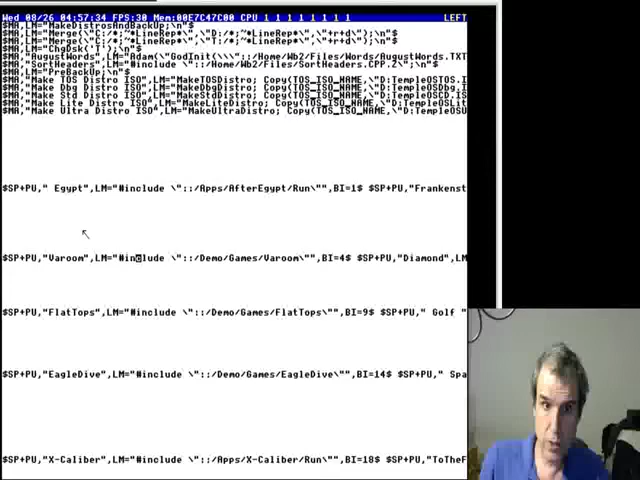 Wed 08/26 04:57:34 FPS:30 Mem:00E7C47C00 CPU 1 1 1 1 1 1 1 1 LEFT
$MA,LM="MakeDistrosAndBackUp;\n"$
$MA,LM="Merge(\"C:/*;~*LineRep*\",\"D:/*;~*LineRep*\",\"+r+d\");\n"$
$MA,LM="Merge(\"C:/*;~*LineRep*\",\"T:/*;~*LineRep*\",\"+r+d\");\n"$
$MA,LM="ChgDsk('T');\n"$
$MA,"AugustWords",LM="Adam(\"GodInit(\\\"::/Home/Wb2/Files/Words/AugustWords.TXT
$MA,"SortHeaders",LM="#include \"::/Home/Wb2/Files/SortHeaders.CPP.Z\";\n"$
$MA,LM="PreBackUp;\n"$
$MA,"Make TOS Distro ISO",LM="MakeTOSDistro; Copy(TOS_ISO_NAME,\"D:TempleOSTOS.I
$MA,"Make Dbg Distro ISO",LM="MakeDbgDistro; Copy(TOS_ISO_NAME,\"D:TempleOSDbg.I
$MA,"Make Std Distro ISO",LM="MakeStdDistro; Copy(TOS_ISO_NAME,\"D:TempleOSCD.IS
$MA,"Make Lite Distro ISO",LM="MakeLiteDistro; Copy(TOS_ISO_NAME,\"D:TempleOSLit
$MA,"Make Ultra Distro ISO",LM="MakeUltraDistro; Copy(TOS_ISO_NAME,\"D:TempleOSU
$SP+PU," Egypt",LM="#include \"::/Apps/AfterEgypt/Run\"",BI=1$ $SP+PU,"Frankenst
$SP+PU,"Varoom",LM="#include \"::/Demo/Games/Varoom\"",BI=4$ $SP+PU,"Diamond",LM
$SP+PU,"FlatTops",LM="#include \"::/Demo/Games/FlatTops\"",BI=9$ $SP+PU," Golf "
$SP+PU,"EagleDive",LM="#include \"::/Demo/Games/EagleDive\"",BI=14$ $SP+PU," Spa
$SP+PU,"X-Caliber",LM="#include \"::/Apps/X-Caliber/Run\"",BI=18$ $SP+PU,"ToTheF